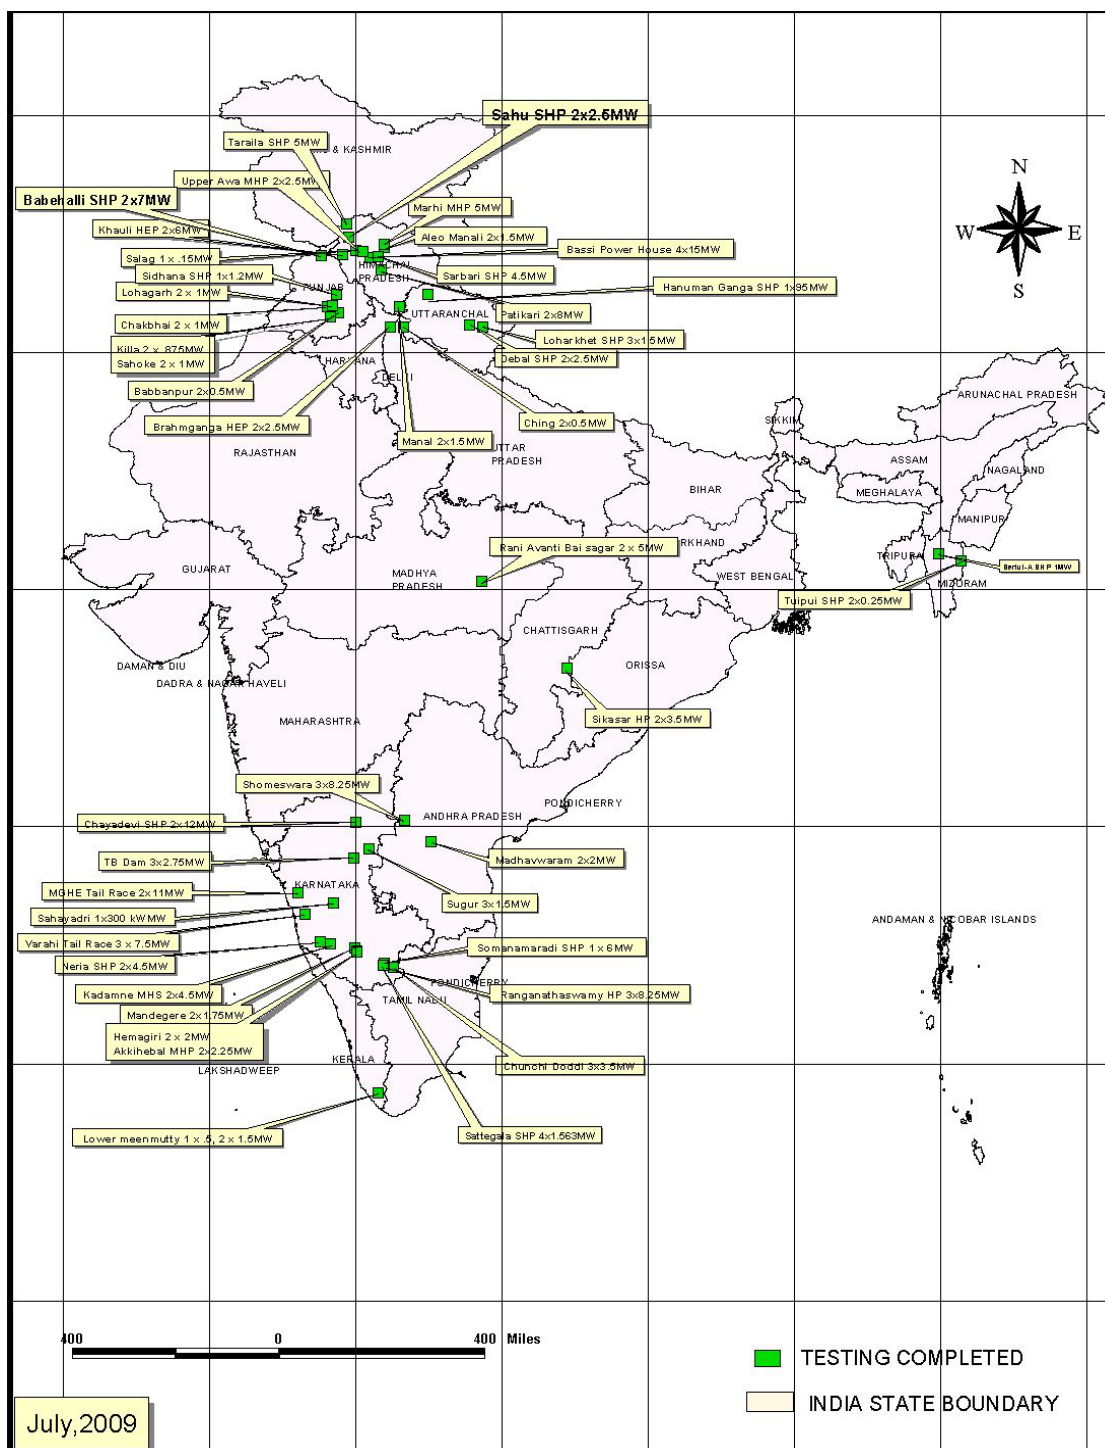 Sahu SHP 2x2.5MW
Taraila SHP 5MW
& KASHMIR
Upper Awa MHP 2x2.5MW
Babehalli SHP 2x7MW
Marhi MHP 5MW
Khauli HEP 2x6MW
Aleo Manali 2x1.5MW
Bassi Power House 4x15MW
Salag 1 x .15MW
HIMACHAL
PRADESH
Sarbari SHP 4.5MW
Sidhana SHP 1x1.2MW
PUNJAB
Hanuman Ganga SHP 1x95MW
Lohagarh 2 x 1MW
Patikari 2x8MW
UTTARANCHAL
Chakbhai 2 x 1MW
Loharkhet SHP 3x1.5MW
Killa 2 x .875MW
Sahoke 2 x 1MW
Debal SHP 2x2.5MW
HARYANA
DEL
Babbanpur 2x0.5MW
Brahmganga HEP 2x2.5MW
Ching 2x0.5MW
Manal 2x1.5MW
RAJASTHAN
UTTAR
PRADESH
SIKKIM
ARUNACHAL PRADESH
ASSAM
NAGALAND
MEGHALAYA
BIHAR
MANIPUR
Rani Avanti Bai sagar 2 x 5MW
RKHAND
TRIPURA
GUJARAT
MADHYA
PRADESH
WEST BENGAL
SHP 1MW
MIZORAM
Tuipui SHP 2x0.25MW
CHATTISGARH
ORISSA
DAMAN & DIU
DADRA & NAGAR HAVELI
MAHARASHTRA
Sikasar HP 2x3.5MW
Shomeswara 3x8.25MW
PONDICHERRY
ANDHRA PRADESH
Chayadevi SHP 2x12MW
TB Dam 3x2.75MW
Madhavwaram 2x2MW
KARNATAKA
MGHE Tail Race 2x11MW
Sugur 3x1.5MW
Sahayadri 1x300 kWMW
ANDAMAN & NICOBAR ISLANDS
Varahi Tail Race 3 x 7.5MW
Somanamaradi SHP 1 x 6MW
Neria SHP 2x4.5MW
PONDICHERRY
Kadamne MHS 2x4.5MW
Ranganathaswamy HP 3x8.25MW
TAMIL NADU
Mandegere 2x1.75MW
Hemagiri 2 x 2MW
Akkihebal MHP 2x2.25MW
KERALA
LAKSHADWEEP
Chunchi Doddi 3x3.5MW
Lower meenmutty 1 x .5, 2 x 1.5MW
Sattegala SHP 4x1.563MW
N
W
E
S
400 0 400 Miles
TESTING COMPLETED
INDIA STATE BOUNDARY
July,2009